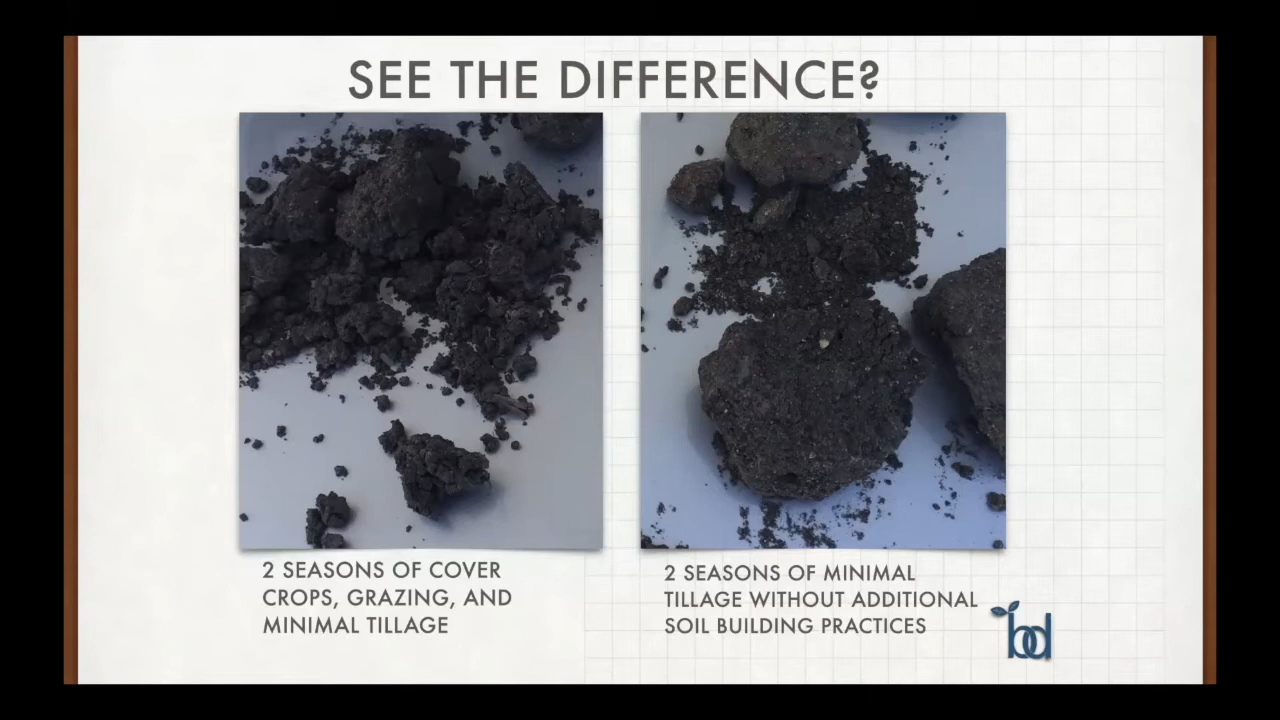 SEE THE DIFFERENCE?
2 SEASONS OF COVER
CROPS, GRAZING, AND
MINIMAL TILLAGE
2 SEASONS OF MINIMAL
TILLAGE WITHOUT ADDITIONAL
SOIL BUILDING PRACTICES
bd